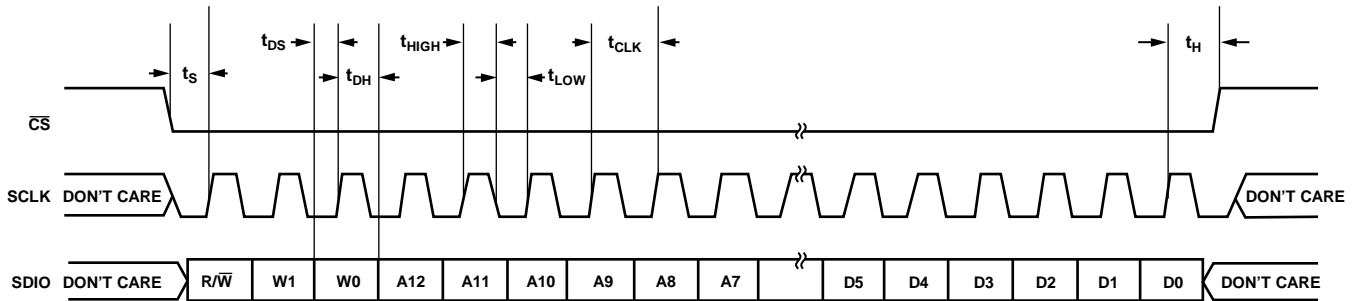 tDS
tHIGH
tCLK
tH
tS
tDH
tLOW
CS
SCLK DON'T CARE
DON'T CARE
SDIO DON'T CARE R/W W1 W0 A12 A11 A10 A9 A8 A7 D5 D4 D3 D2 D1 D0 DON'T CARE